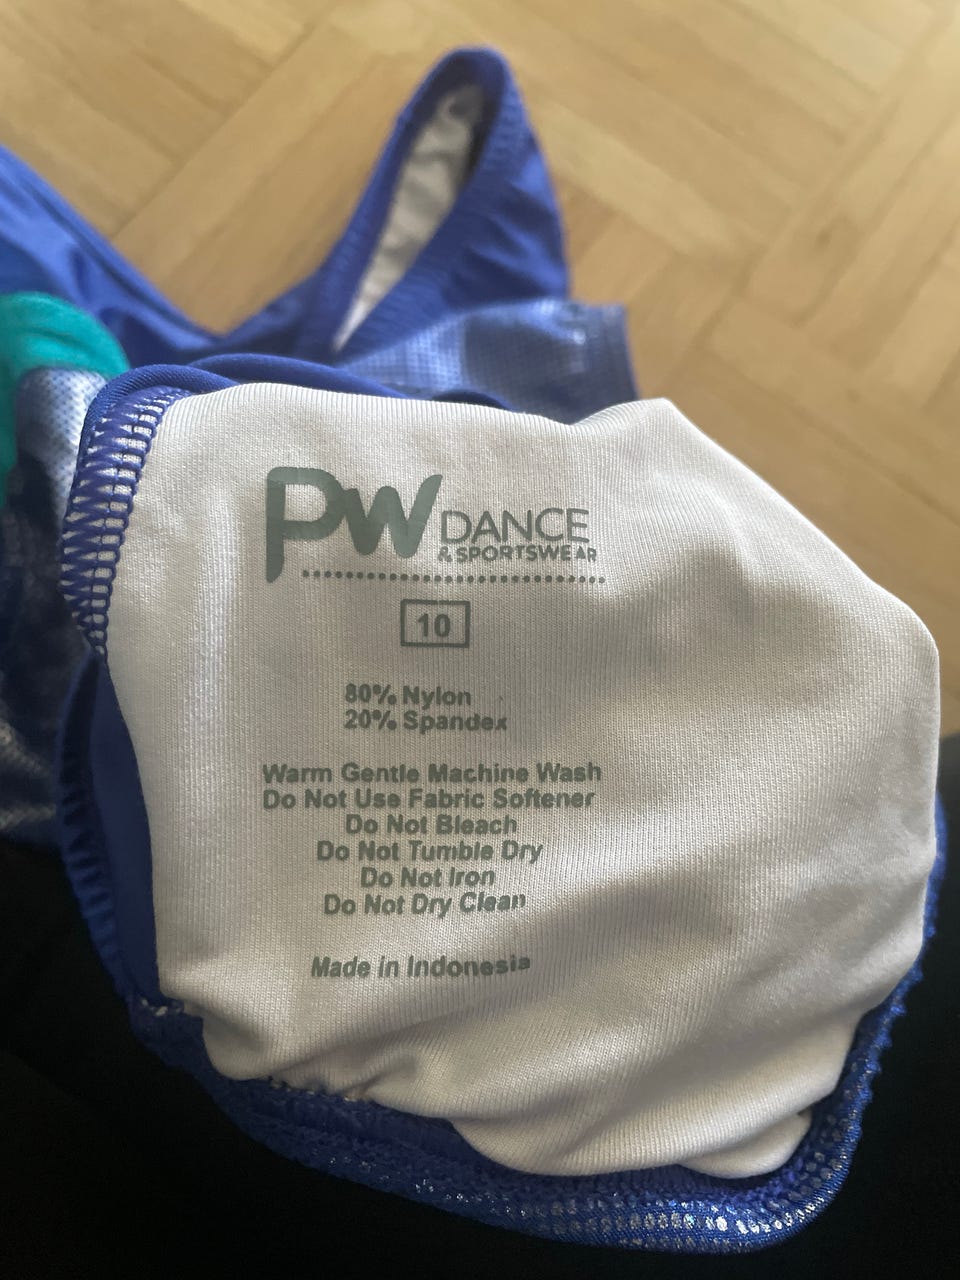 PW DANCE
& SPORTSWEAR
10
80% Nylon
20% Spandex
Warm Gentle Machine Wash
Do Not Use Fabric Softener
Do Not Bleach
Do Not Tumble Dry
Do Not Iron
Do Not Dry Clean
Made in Indonesia